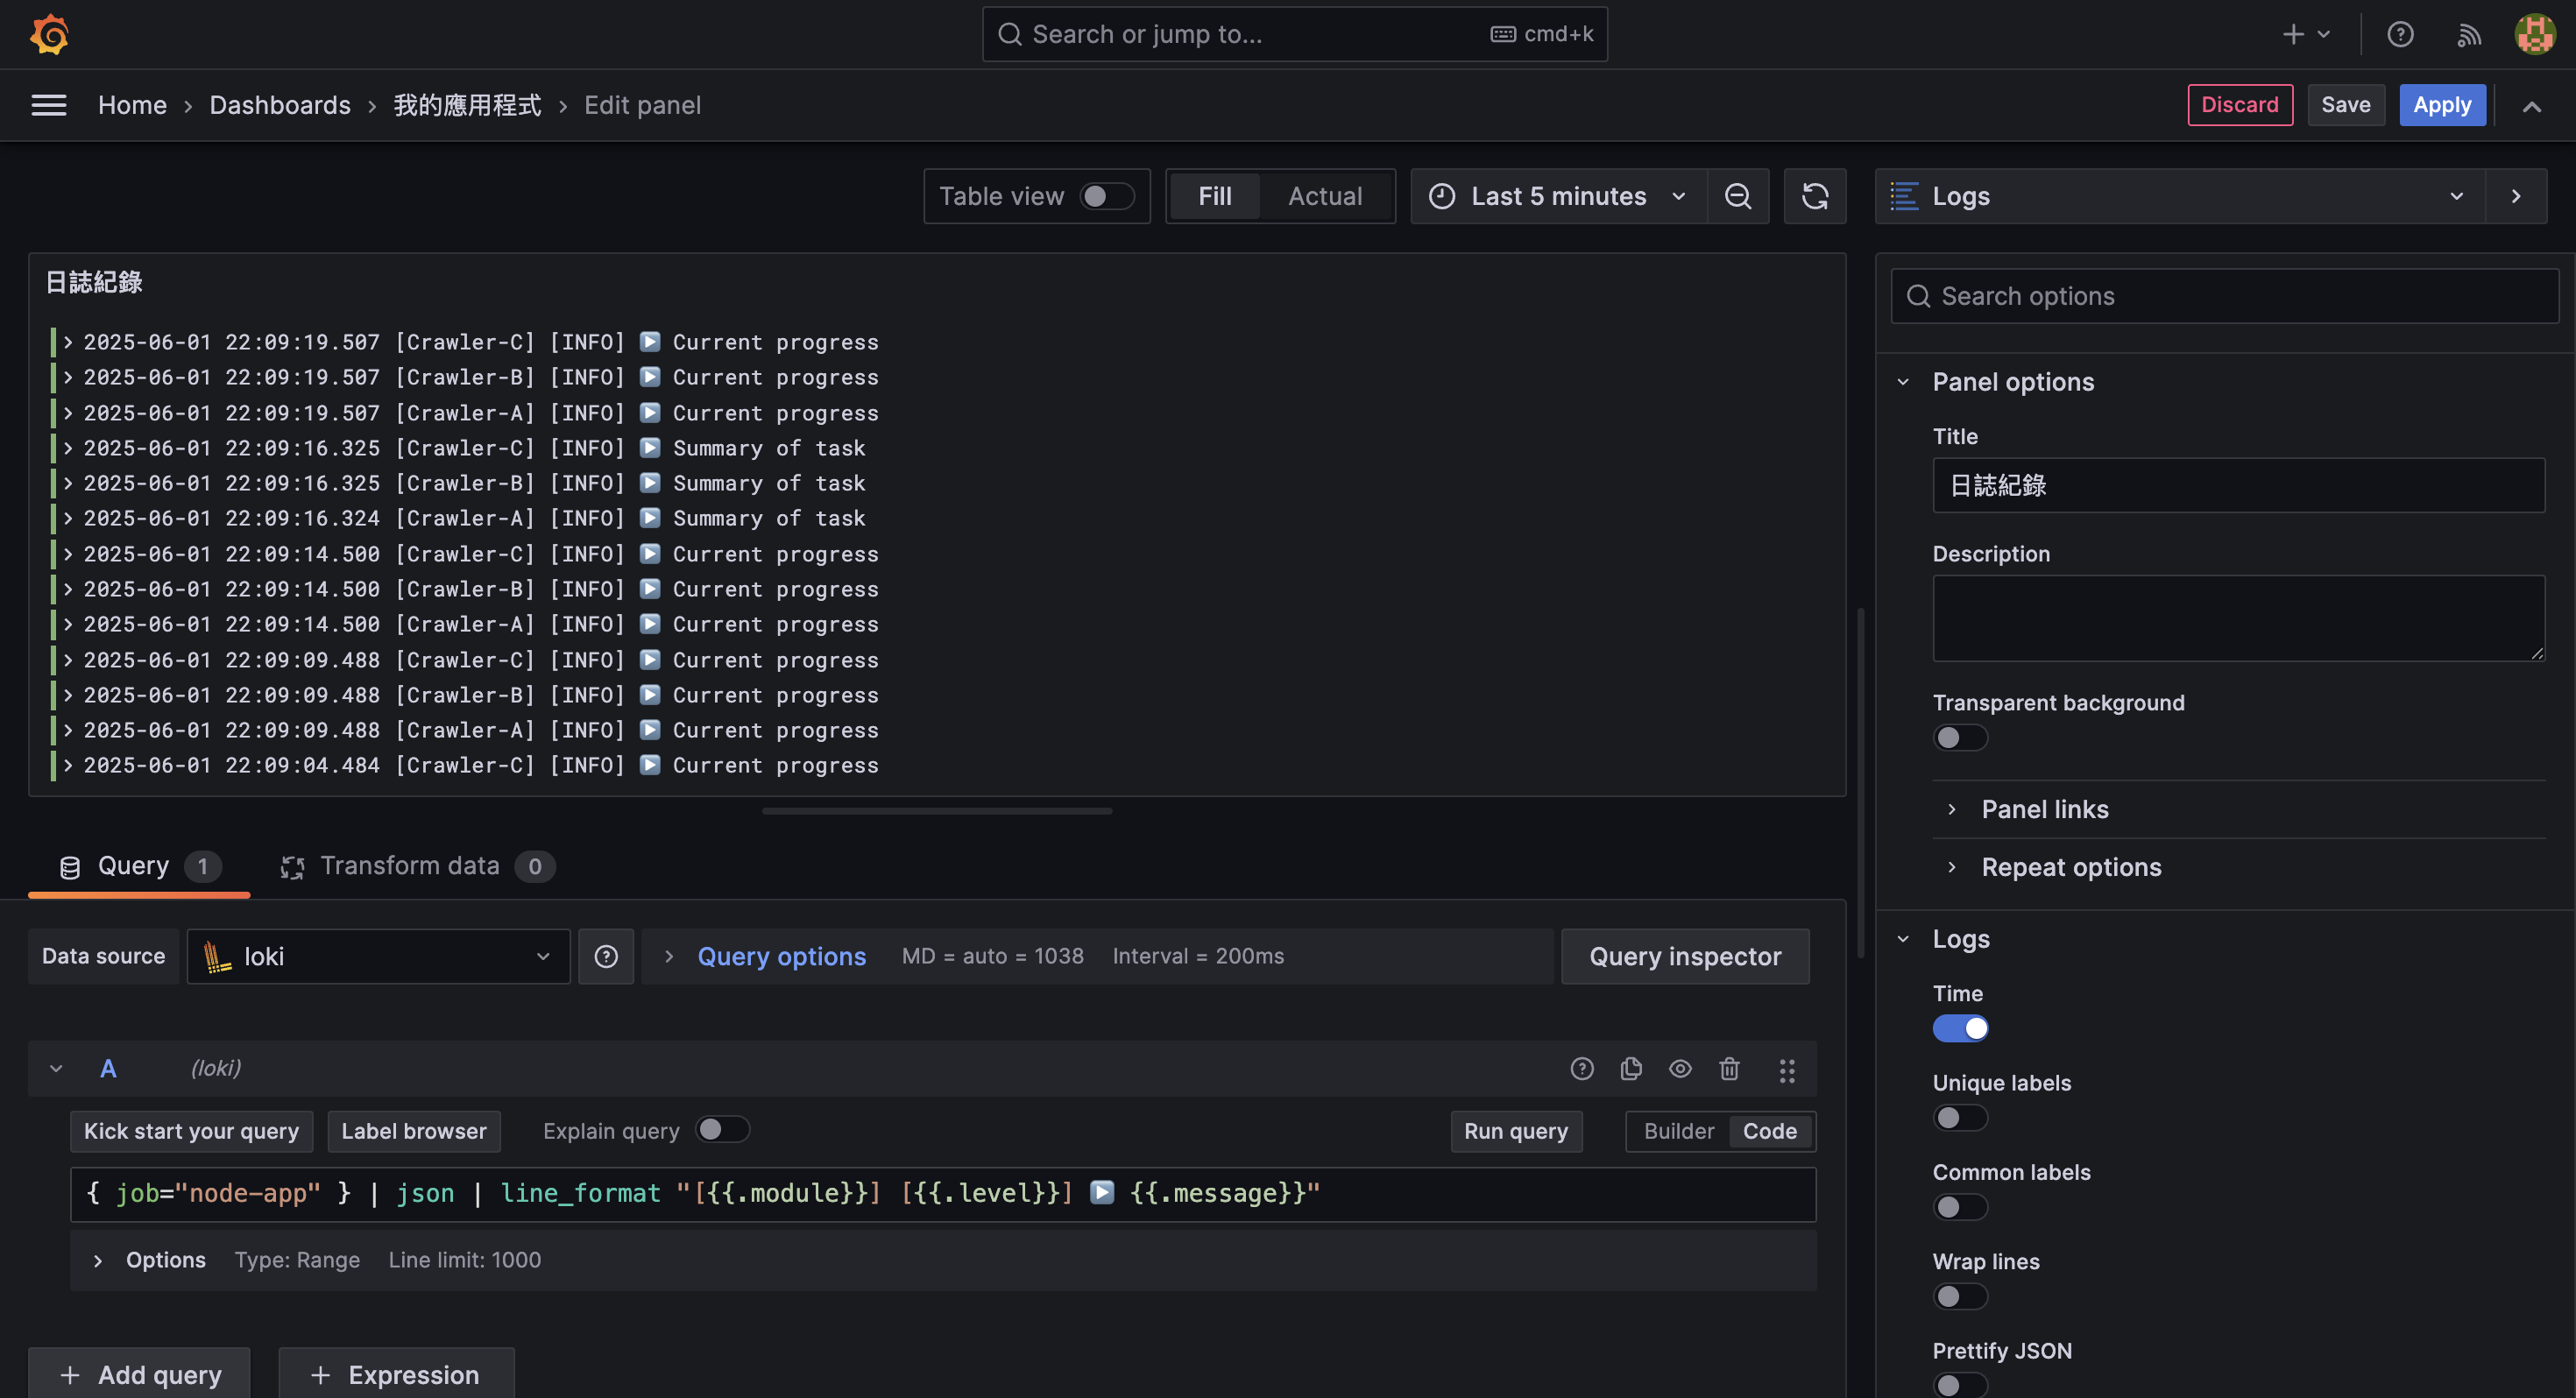 Search or jump to... cmd+k
Home › Dashboards › 我的應用程式 › Edit panel
Discard Save Apply
Table view Fill Actual Last 5 minutes
Logs
日誌紀錄
2025-06-01 22:09:19.507 [Crawler-C] [INFO] ▶️ Current progress
2025-06-01 22:09:19.507 [Crawler-B] [INFO] ▶️ Current progress
2025-06-01 22:09:19.507 [Crawler-A] [INFO] ▶️ Current progress
2025-06-01 22:09:16.325 [Crawler-C] [INFO] ▶️ Summary of task
2025-06-01 22:09:16.325 [Crawler-B] [INFO] ▶️ Summary of task
2025-06-01 22:09:16.324 [Crawler-A] [INFO] ▶️ Summary of task
2025-06-01 22:09:14.500 [Crawler-C] [INFO] ▶️ Current progress
2025-06-01 22:09:14.500 [Crawler-B] [INFO] ▶️ Current progress
2025-06-01 22:09:14.500 [Crawler-A] [INFO] ▶️ Current progress
2025-06-01 22:09:09.488 [Crawler-C] [INFO] ▶️ Current progress
2025-06-01 22:09:09.488 [Crawler-B] [INFO] ▶️ Current progress
2025-06-01 22:09:09.488 [Crawler-A] [INFO] ▶️ Current progress
2025-06-01 22:09:04.484 [Crawler-C] [INFO] ▶️ Current progress
Query 1 Transform data 0
Data source loki Query options MD = auto = 1038 Interval = 200ms Query inspector
A (loki)
Kick start your query Label browser Explain query Run query Builder Code
{ job="node-app" } | json | line_format "[{{.module}}] [{{.level}}] ▶️ {{.message}}"
Options Type: Range Line limit: 1000
+ Add query + Expression
Search options
Panel options
Title
日誌紀錄
Description
Transparent background
Panel links
Repeat options
Logs
Time
Unique labels
Common labels
Wrap lines
Prettify JSON